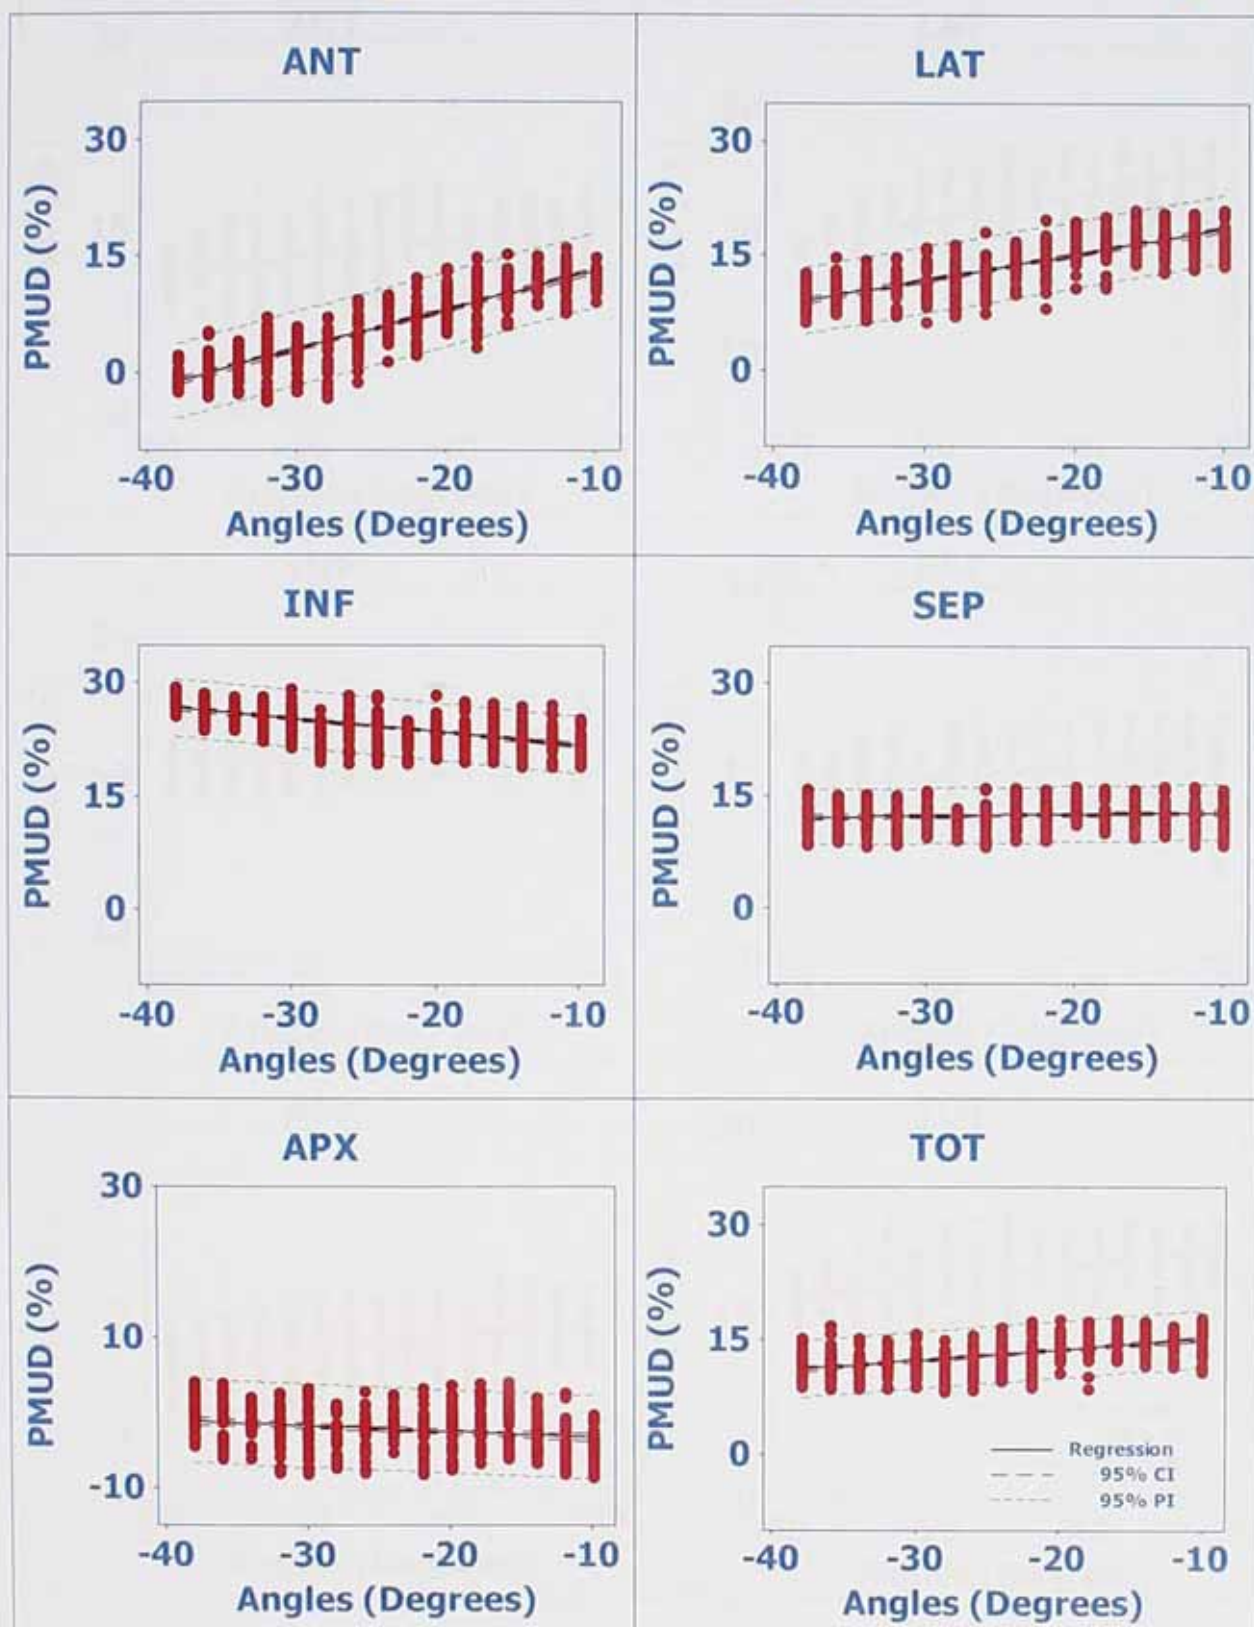 ANT
30
15
0
PMUD (%)
-40 -30 -20 -10
Angles (Degrees)
LAT
30
15
0
PMUD (%)
-40 -30 -20 -10
Angles (Degrees)
INF
30
15
0
PMUD (%)
-40 -30 -20 -10
Angles (Degrees)
SEP
30
15
0
PMUD (%)
-40 -30 -20 -10
Angles (Degrees)
APX
30
10
-10
PMUD (%)
-40 -30 -20 -10
Angles (Degrees)
TOT
30
15
0
PMUD (%)
Regression
95% CI
95% PI
-40 -30 -20 -10
Angles (Degrees)